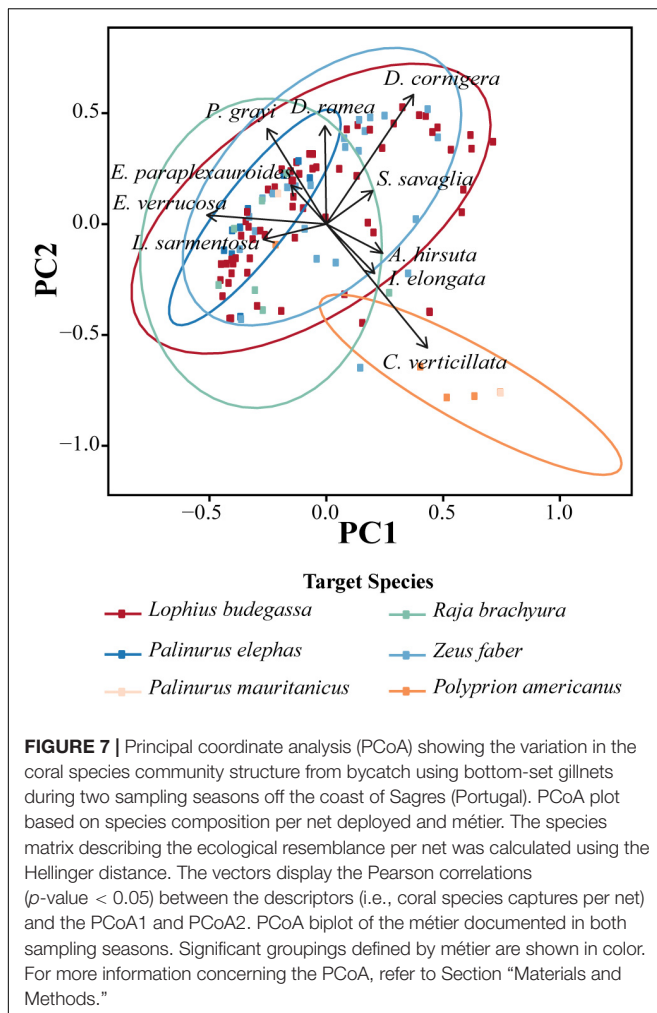 D. cornigera
P. grayi
D. ramea
0.5
E. paraplexauroides
S. savaglia
E. verrucosa
0.0
L. sarmentosa
A. hirsuta
I. elongata
PC2
−0.5
C. verticillata
−1.0
−0.5
0.0
0.5
1.0
PC1
Target Species
Lophius budegassa
Raja brachyura
Palinurus elephas
Zeus faber
Palinurus mauritanicus
Polyprion americanus
FIGURE 7 | Principal coordinate analysis (PCoA) showing the variation in the
coral species community structure from bycatch using bottom-set gillnets
during two sampling seasons off the coast of Sagres (Portugal). PCoA plot
based on species composition per net deployed and métier. The species
matrix describing the ecological resemblance per net was calculated using the
Hellinger distance. The vectors display the Pearson correlations
(p-value < 0.05) between the descriptors (i.e., coral species captures per net)
and the PCoA1 and PCoA2. PCoA biplot of the métier documented in both
sampling seasons. Significant groupings defined by métier are shown in color.
For more information concerning the PCoA, refer to Section “Materials and
Methods.”